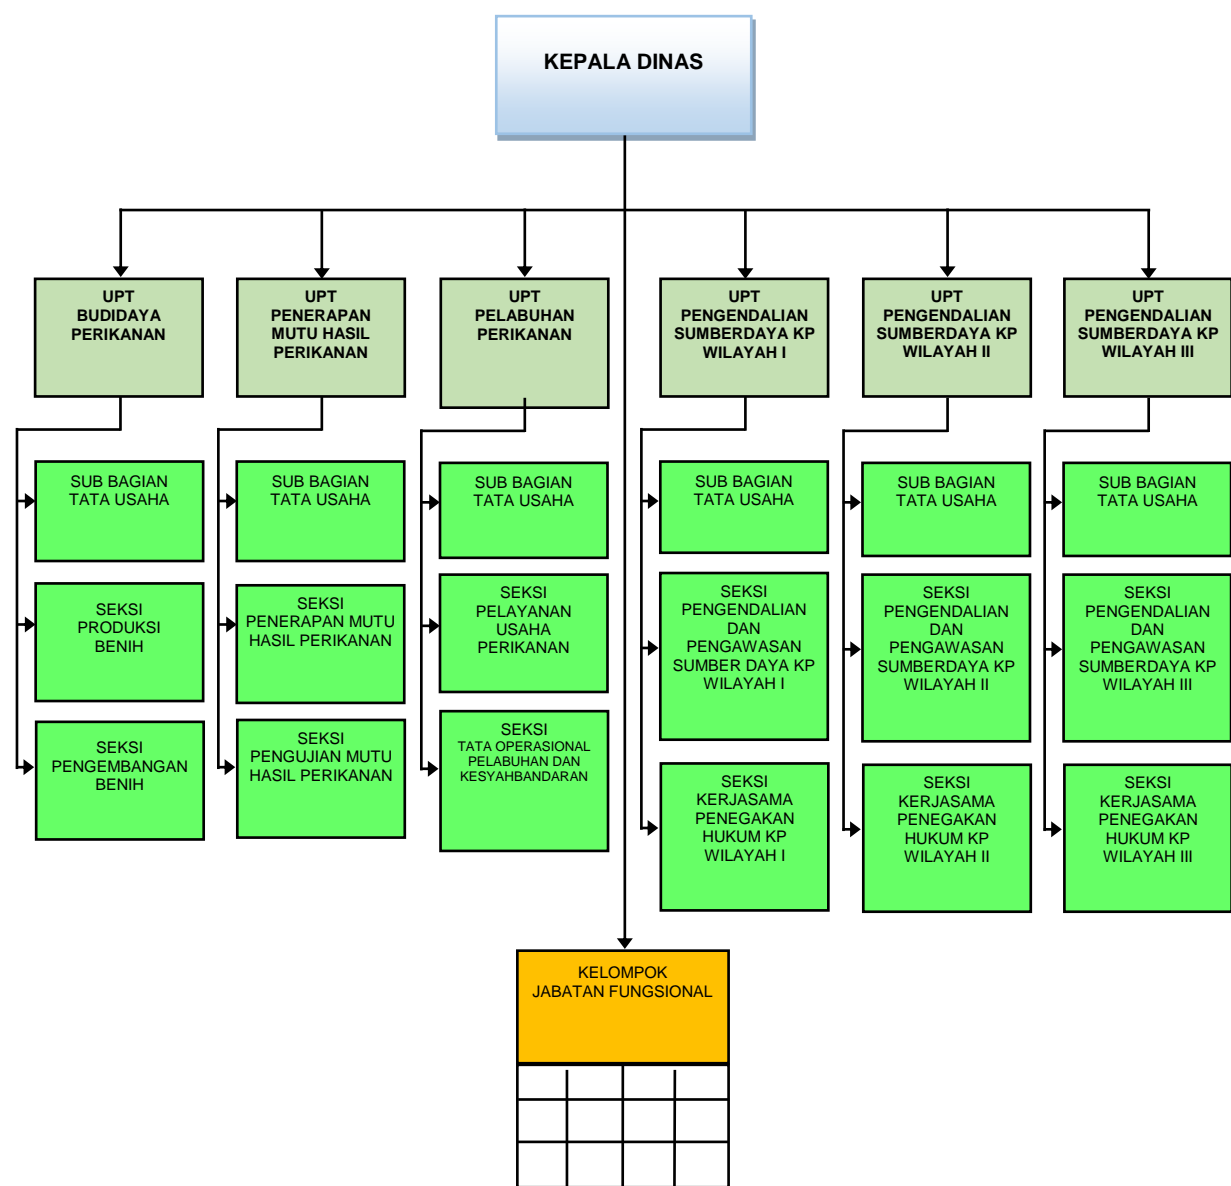 KEPALA DINAS
UPT
BUDIDAYA
PERIKANAN
UPT
PENERAPAN
MUTU HASIL
PERIKANAN
UPT
PELABUHAN
PERIKANAN
UPT
PENGENDALIAN
SUMBERDAYA KP
WILAYAH I
UPT
PENGENDALIAN
SUMBERDAYA KP
WILAYAH II
UPT
PENGENDALIAN
SUMBERDAYA KP
WILAYAH III
SUB BAGIAN
TATA USAHA
SUB BAGIAN
TATA USAHA
SUB BAGIAN
TATA USAHA
SUB BAGIAN
TATA USAHA
SUB BAGIAN
TATA USAHA
SUB BAGIAN
TATA USAHA
SEKSI
PRODUKSI
BENIH
SEKSI
PENERAPAN MUTU
HASIL PERIKANAN
SEKSI
PELAYANAN
USAHA
PERIKANAN
SEKSI
PENGENDALIAN
DAN
PENGAWASAN
SUMBER DAYA KP
WILAYAH I
SEKSI
PENGENDALIAN
DAN
PENGAWASAN
SUMBERDAYA KP
WILAYAH II
SEKSI
PENGENDALIAN
DAN
PENGAWASAN
SUMBERDAYA KP
WILAYAH III
SEKSI
PENGEMBANGAN
BENIH
SEKSI
PENGUJIAN MUTU
HASIL PERIKANAN
SEKSI
TATA OPERASIONAL
PELABUHAN DAN
KESYAHBANDARAN
SEKSI
KERJASAMA
PENEGAKAN
HUKUM KP
WILAYAH I
SEKSI
KERJASAMA
PENEGAKAN
HUKUM KP
WILAYAH II
SEKSI
KERJASAMA
PENEGAKAN
HUKUM KP
WILAYAH III
KELOMPOK
JABATAN FUNGSIONAL